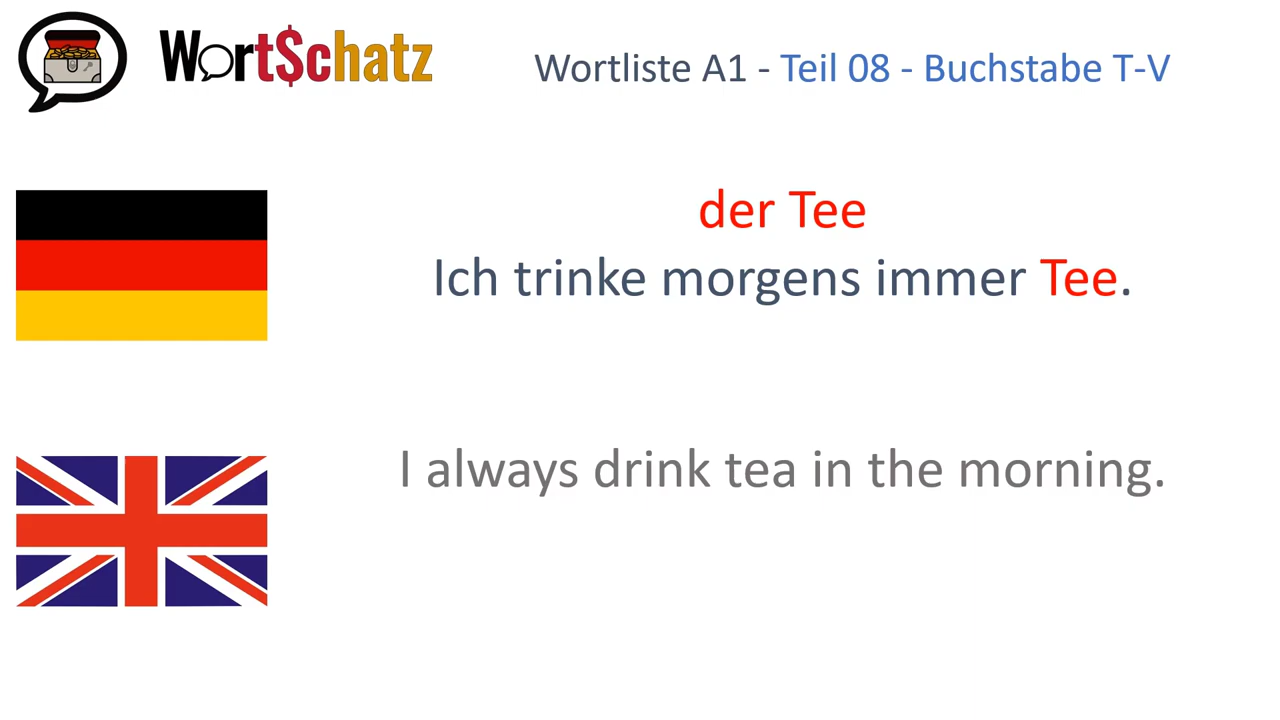 Wort$chatz
Wortliste A1 - Teil 08 - Buchstabe T-V
der Tee
Ich trinke morgens immer Tee.
I always drink tea in the morning.